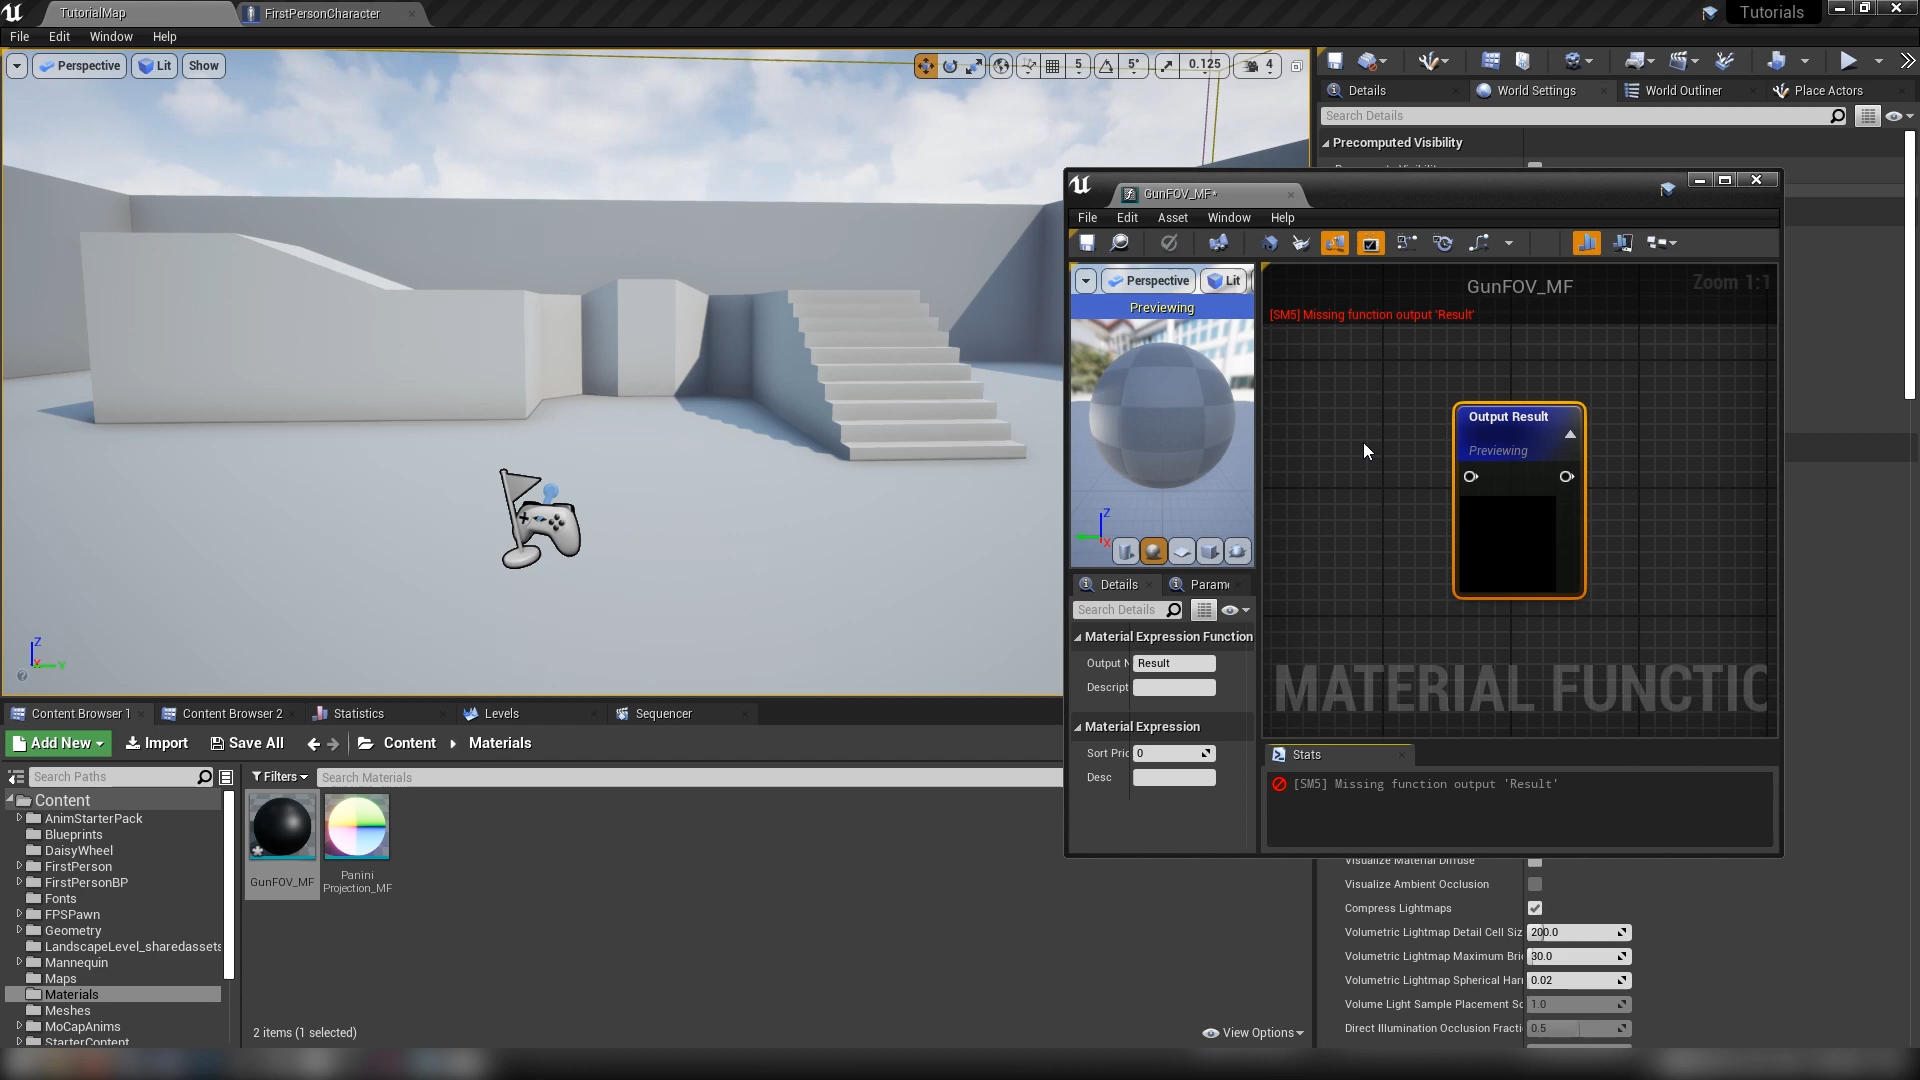 TutorialMap
FirstPersonCharacter
Tutorials
File Edit Window Help
Perspective Lit Show
5 5° 0.125 4
Details World Settings World Outliner Place Actors
Search Details
Precomputed Visibility
GunFOV_MF*
File Edit Asset Window Help
Perspective Lit
Previewing
GunFOV_MF
Zoom 1:1
[SM5] Missing function output 'Result'
Output Result
Previewing
MATERIAL FUNCTIO
Z
X
Details Param
Search Details
Material Expression Function
Output N Result
Descript
Material Expression
Sort Pric 0
Desc
Stats
[SM5] Missing function output 'Result'
Z
X Y
Content Browser 1 Content Browser 2 Statistics Levels Sequencer
Add New Import Save All Content Materials
Search Paths
Filters Search Materials
Content
AnimStarterPack
Blueprints
DaisyWheel
FirstPerson
FirstPersonBP
Fonts
FPSPawn
Geometry
LandscapeLevel_sharedassets
Mannequin
Maps
Materials
Meshes
MoCapAnims
StarterContent
GunFOV_MF
Panini
Projection_MF
2 items (1 selected)
View Options
Visualize Material Diffuse
Visualize Ambient Occlusion
Compress Lightmaps
Volumetric Lightmap Detail Cell Siz 200.0
Volumetric Lightmap Maximum Bri 30.0
Volumetric Lightmap Spherical Har 0.02
Volume Light Sample Placement Sc 1.0
Direct Illumination Occlusion Fracti 0.5